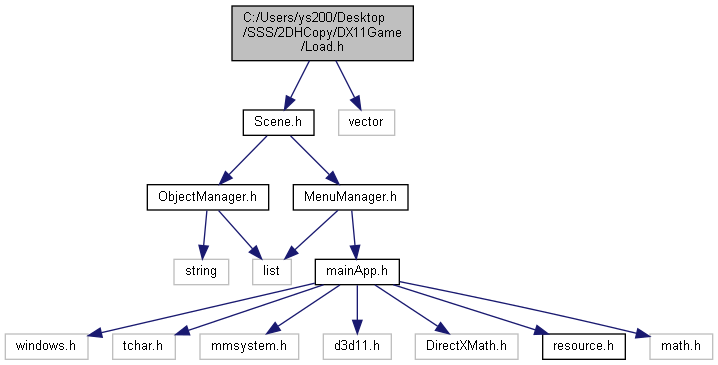 C:/Users/ys200/Desktop
/SSS/2DHCopy/DX11Game
/Load.h
Scene.h
vector
ObjectManager.h
MenuManager.h
string
list
mainApp.h
windows.h
tchar.h
mmsystem.h
d3d11.h
DirectXMath.h
resource.h
math.h